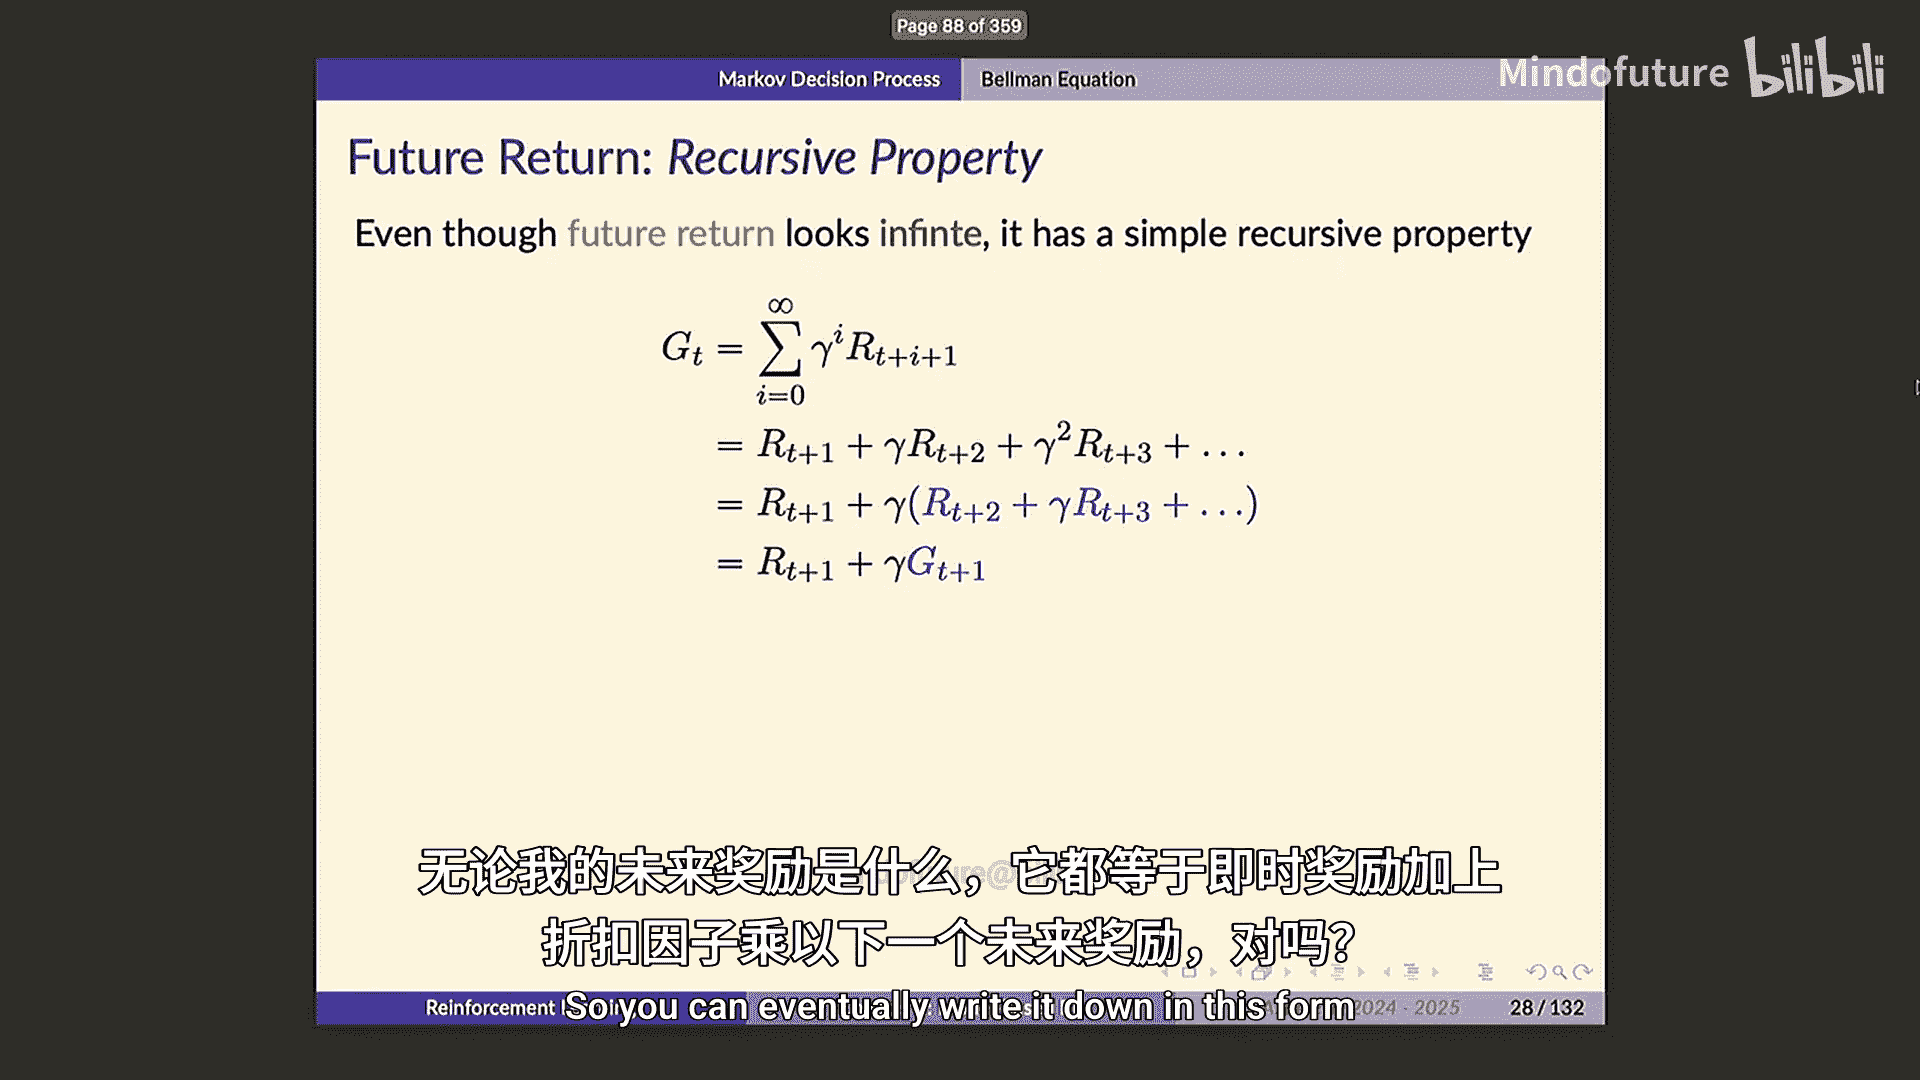 Page 88 of 359
Mindofuture bilibili
Markov Decision Process Bellman Equation
Future Return: Recursive Property
Even though future return looks infinte, it has a simple recursive property
G_t = \sum_{i=0}^{\infty} γ^i R_{t+i+1}
= R_{t+1} + γR_{t+2} + γ^2 R_{t+3} + ...
= R_{t+1} + γ(R_{t+2} + γR_{t+3} + ...)
= R_{t+1} + γG_{t+1}
无论我的未来奖励是什么，它都等于即时奖励加上
折扣因子乘以下一个未来奖励，对吗？
So you can eventually write it down in this form
Reinforcement 2024 - 2025 28 / 132